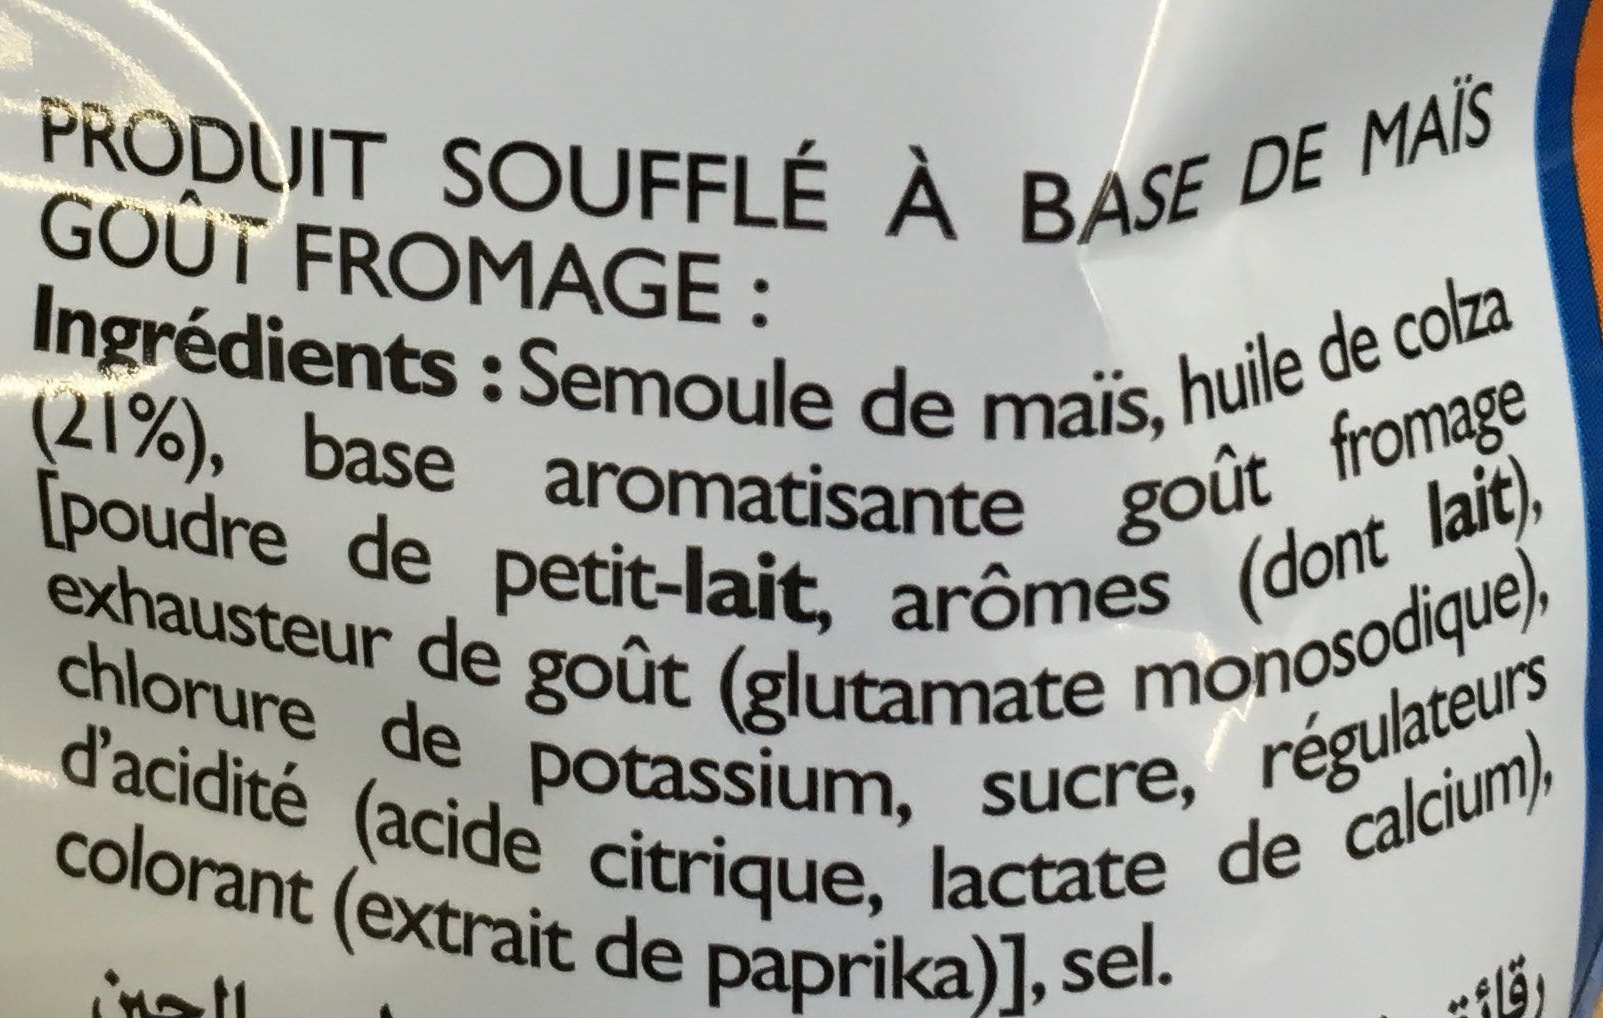 PRODUIT SOUFFLÉ À BASE DE MAÏS
GOÛT FROMAGE :
Ingrédients : Semoule de maïs, huile de colza
(21%), base aromatisante goût fromage
[poudre de petit-lait, arômes (dont lait),
exhausteur de goût (glutamate monosodique),
chlorure de potassium, sucre, régulateurs
d'acidité (acide citrique, lactate de calcium),
colorant (extrait de paprika)], sel.